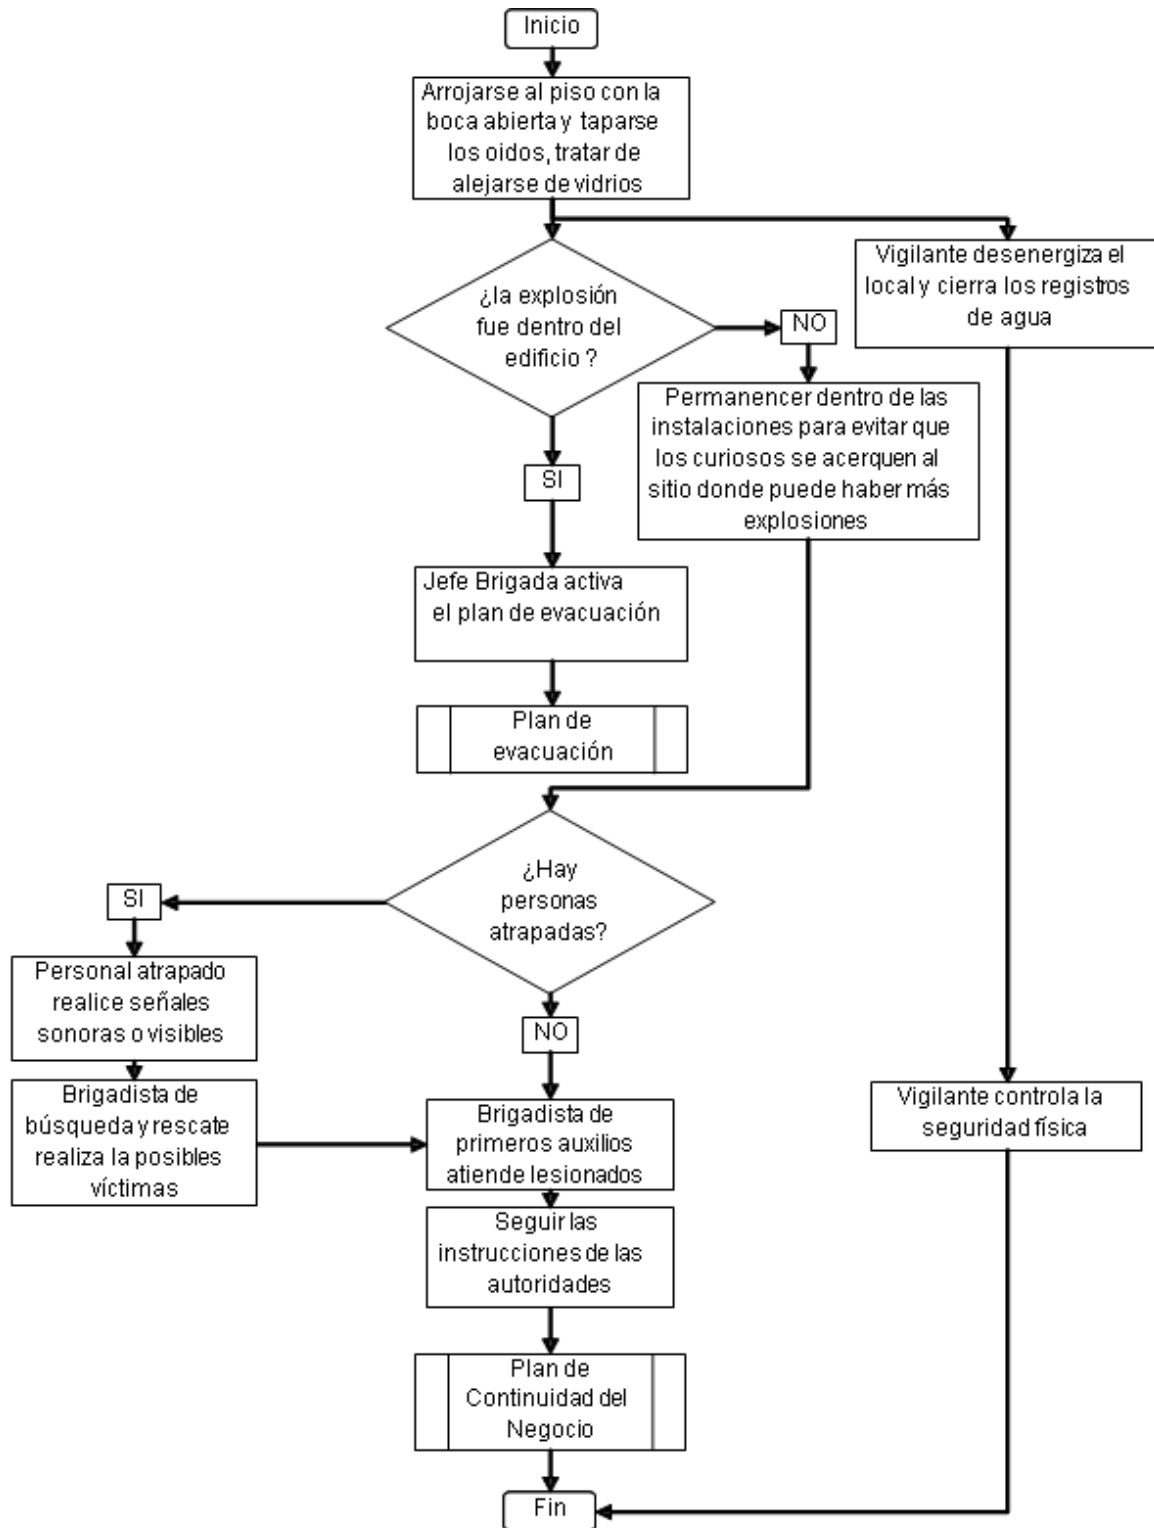 Inicio
Arrojarse al piso con la
boca abierta y taparse
los oidos, tratar de
alejarse de vidrios
¿la explosión
fue dentro del
edificio ?
NO
Vigilante desenergiza el
local y cierra los registros
de agua
Permanencer dentro de las
instalaciones para evitar que
los curiosos se acerquen al
sitio donde puede haber más
explosiones
SI
Jefe Brigada activa
el plan de evacuación
Plan de
evacuación
¿Hay
personas
atrapadas?
SI
Personal atrapado
realice señales
sonoras o visibles
NO
Brigadista de
búsqueda y rescate
realiza la posibles
víctimas
Brigadista de
primeros auxilios
atiende lesionados
Vigilante controla la
seguridad física
Seguir las
instrucciones de las
autoridades
Plan de
Continuidad del
Negocio
Fin